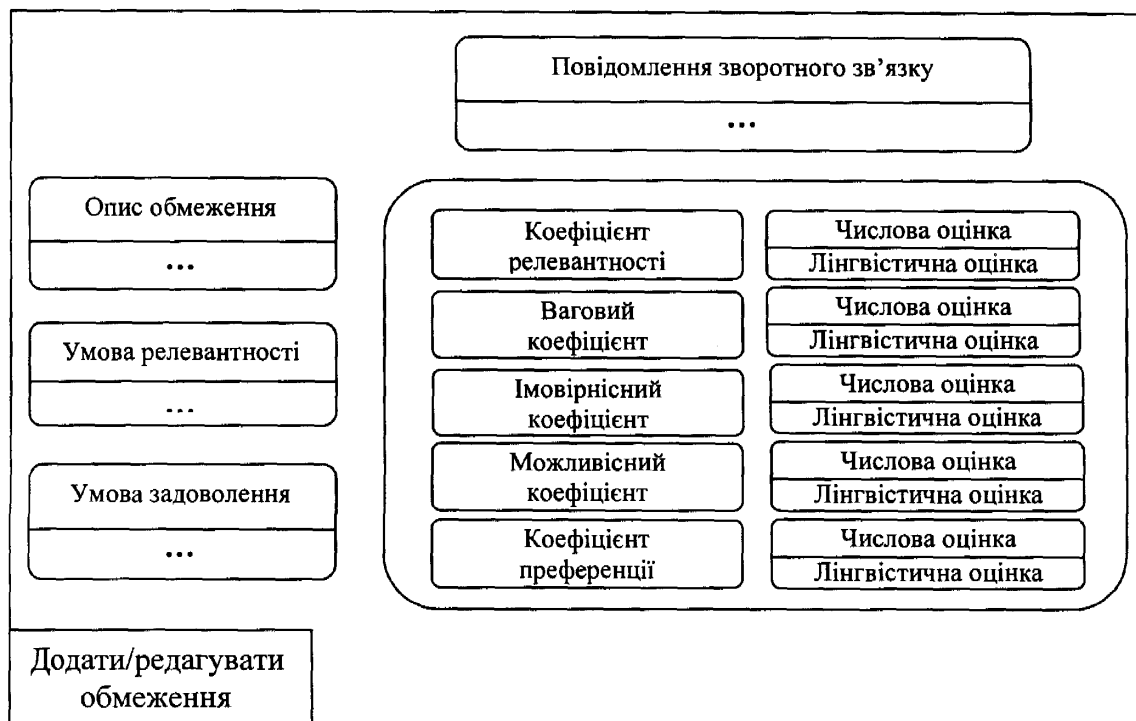 Повідомлення зворотного зв’язку
...
Опис обмеження
...
Умова релевантності
...
Умова задоволення
...
Коефіцієнт
релевантності
Числова оцінка
Лінгвістична оцінка
Ваговий
коефіцієнт
Числова оцінка
Лінгвістична оцінка
Імовірнісний
коефіцієнт
Числова оцінка
Лінгвістична оцінка
Можливісний
коефіцієнт
Числова оцінка
Лінгвістична оцінка
Коефіцієнт
преференції
Числова оцінка
Лінгвістична оцінка
Додати/редагувати
обмеження